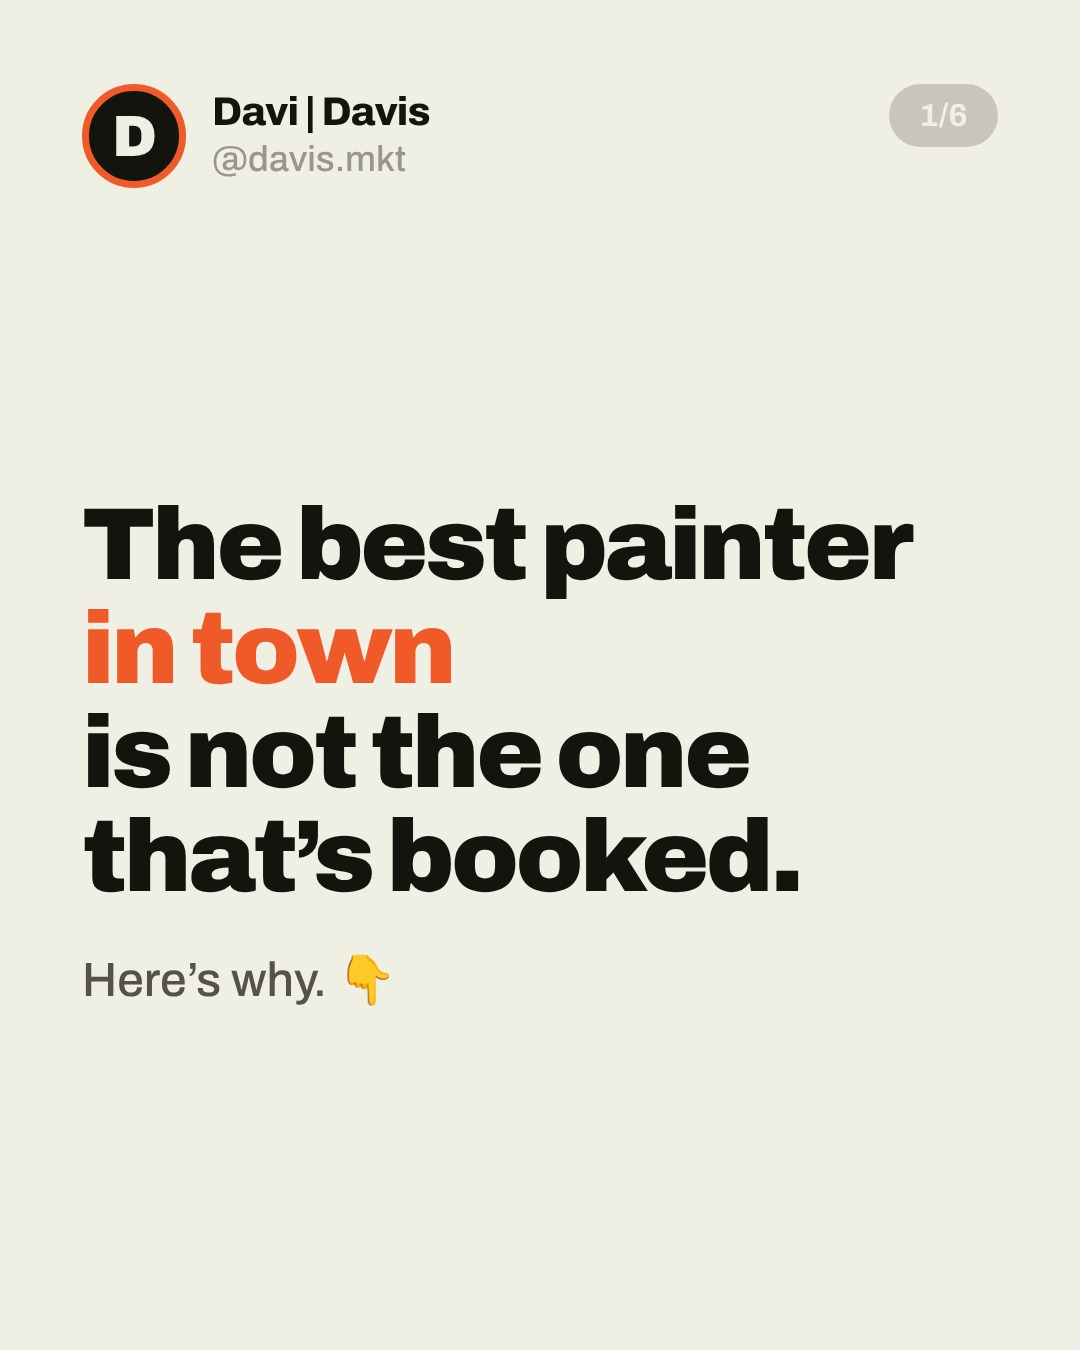 D
Davi | Davis
@davis.mkt
1/6
The best painter
in town
is not the one
that’s booked.
Here’s why. 👇